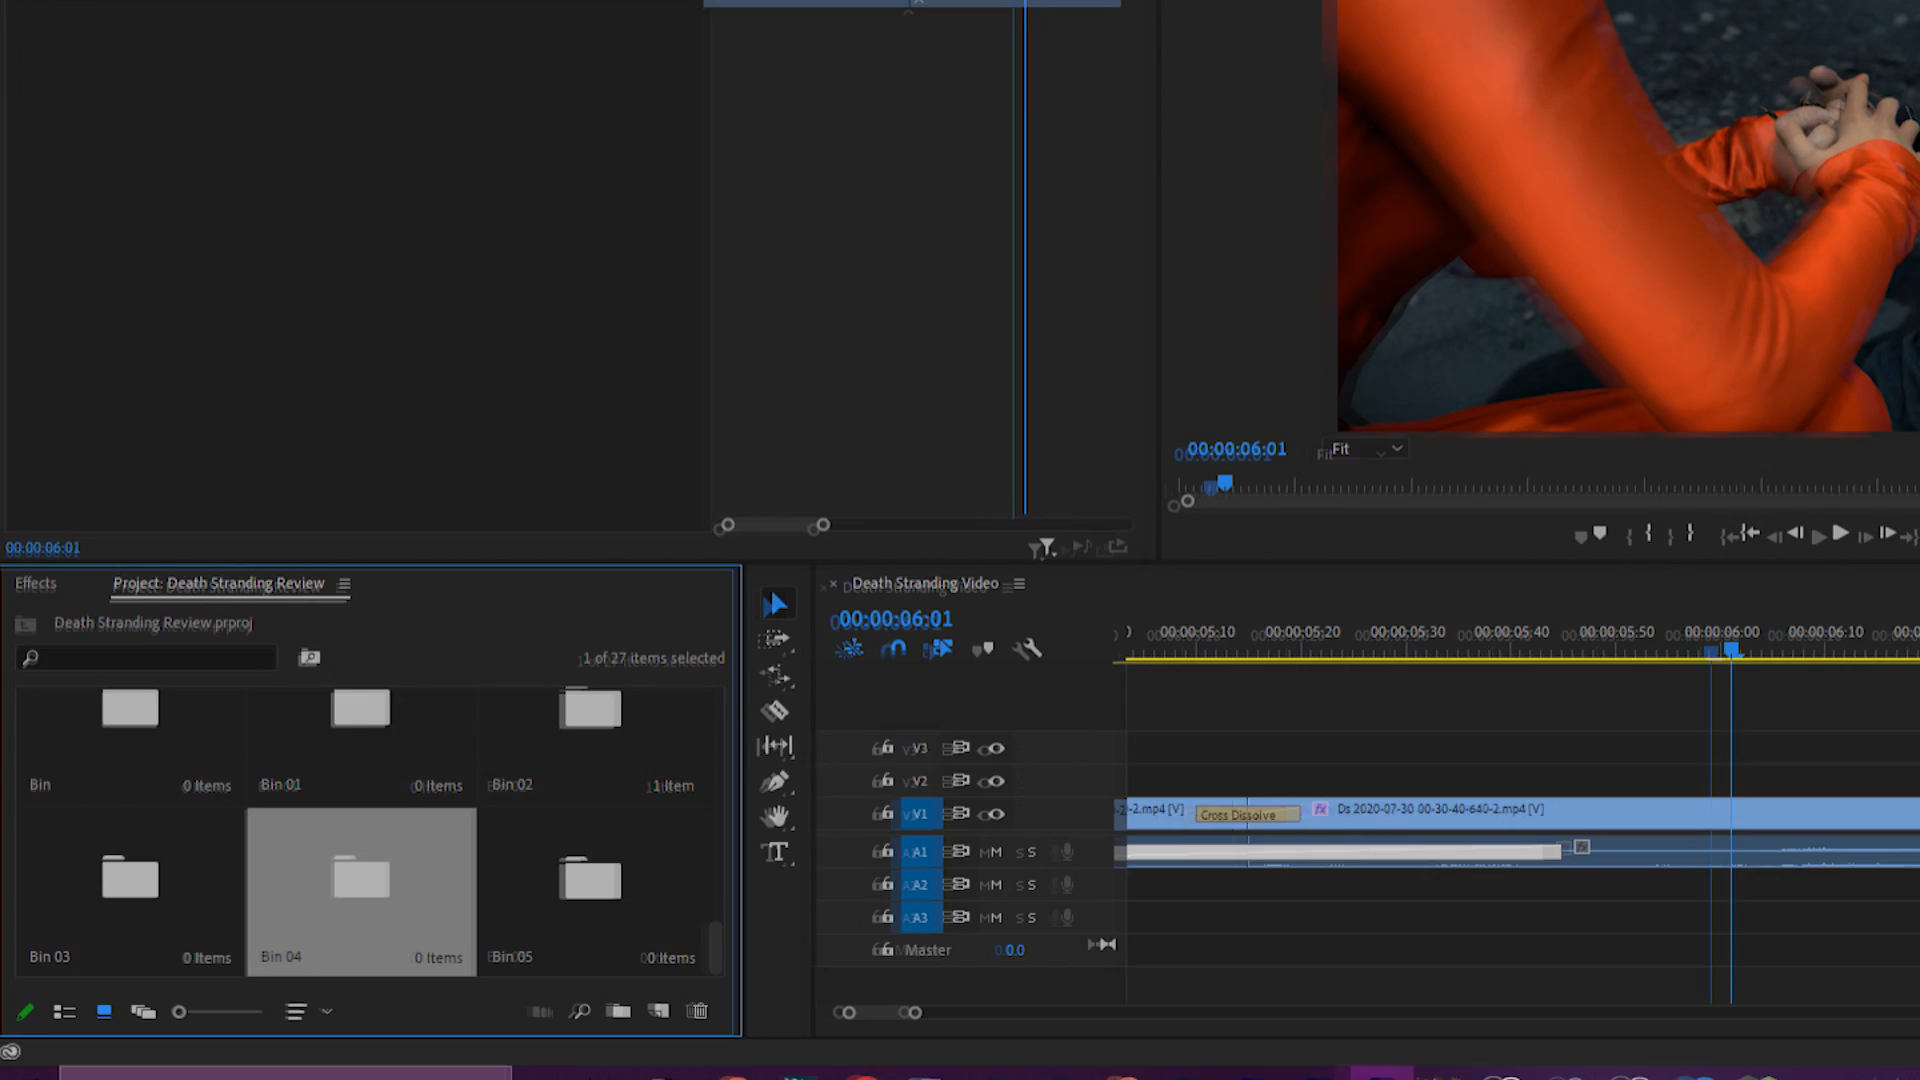 00:00:06:01
Fit
00:00:06:01
Effects
Project: Death Stranding Review
Death Stranding Review.prproj
1 of 27 items selected
Bin
0 Items
Bin 01
0 Items
Bin 02
1 Item
Bin 03
0 Items
Bin 04
0 Items
Bin 05
0 Items
Death Stranding Video
00:00:06:01
00:00:05:10
00:00:05:20
00:00:05:30
00:00:05:40
00:00:05:50
00:00:06:00
00:00:06:10
V3
V2
V1
-2.mp4 [V]
Cross Dissolve
fx
Ds 2020-07-30 00-30-40-640-2.mp4 [V]
A1
M
S
A2
M
S
A3
M
S
Master
0.0